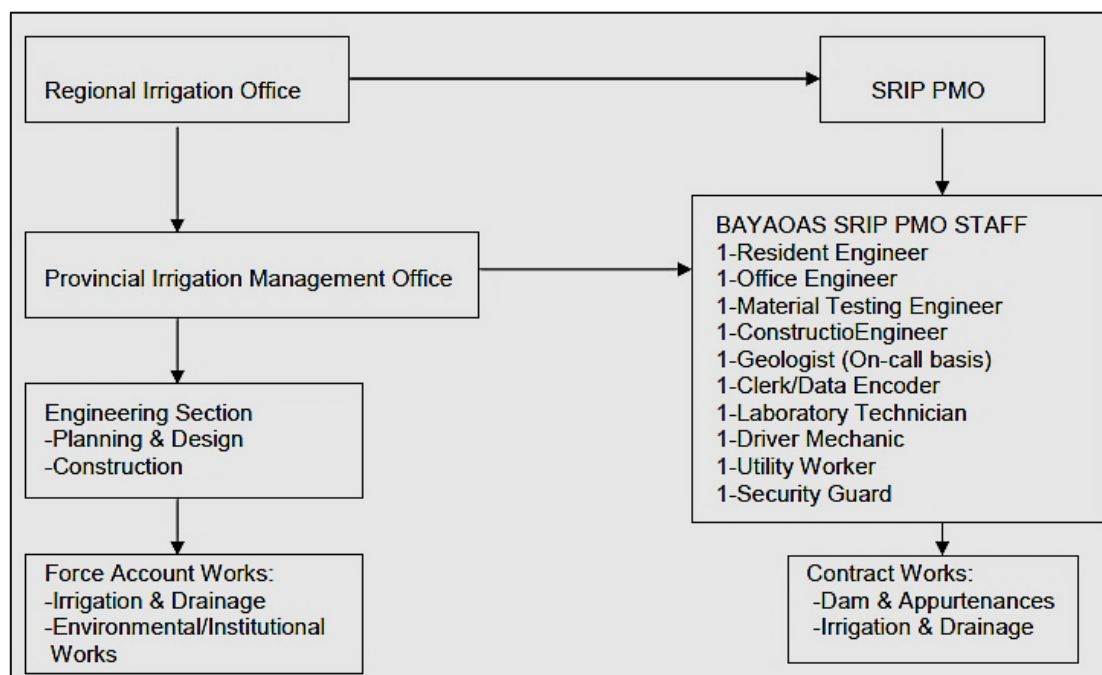 Regional Irrigation Office
SRIP PMO
Provincial Irrigation Management Office
BAYAOAS SRIP PMO STAFF
1-Resident Engineer
1-Office Engineer
1-Material Testing Engineer
1-ConstructioEngineer
1-Geologist (On-call basis)
1-Clerk/Data Encoder
1-Laboratory Technician
1-Driver Mechanic
1-Utility Worker
1-Security Guard
Engineering Section
-Planning & Design
-Construction
Force Account Works:
-Irrigation & Drainage
-Environmental/Institutional
Works
Contract Works:
-Dam & Appurtenances
-Irrigation & Drainage